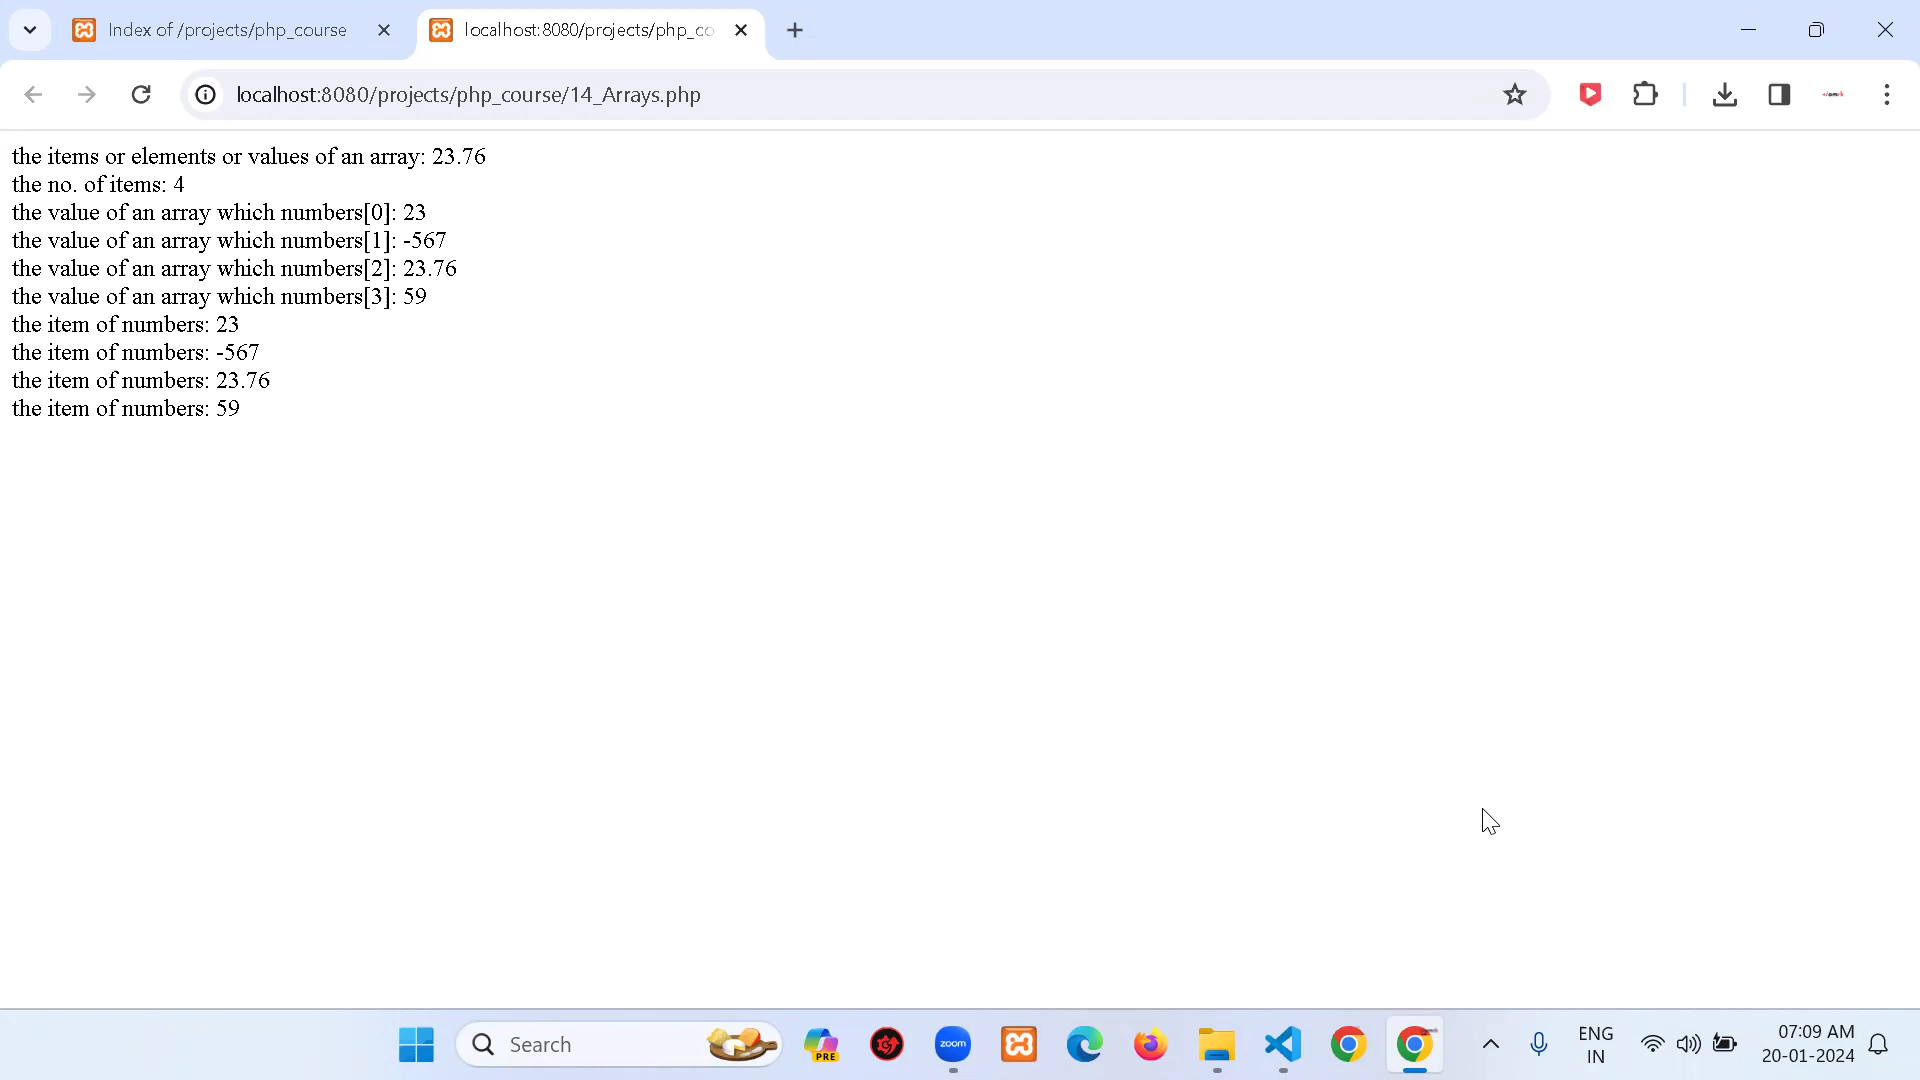 Index of /projects/php_course
localhost:8080/projects/php_co
localhost:8080/projects/php_course/14_Arrays.php
the items or elements or values of an array: 23.76
the no. of items: 4
the value of an array which numbers[0]: 23
the value of an array which numbers[1]: -567
the value of an array which numbers[2]: 23.76
the value of an array which numbers[3]: 59
the item of numbers: 23
the item of numbers: -567
the item of numbers: 23.76
the item of numbers: 59
Search
PRE
zoom
ENG
IN
07:09 AM
20-01-2024